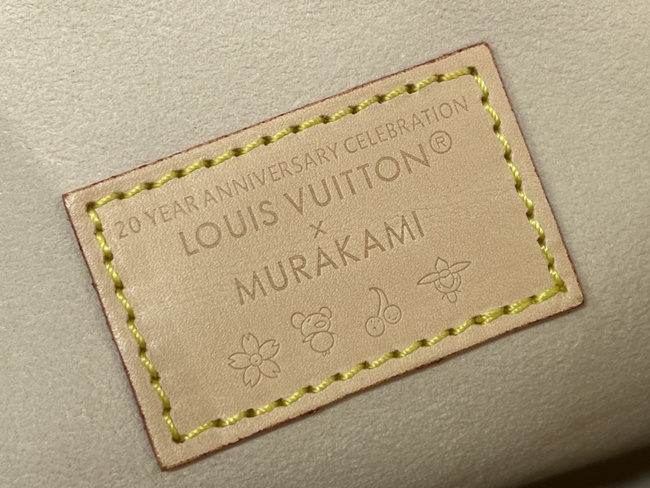 20 YEAR ANNIVERSARY CELEBRATION
LOUIS VUITTON®
×
MURAKAMI